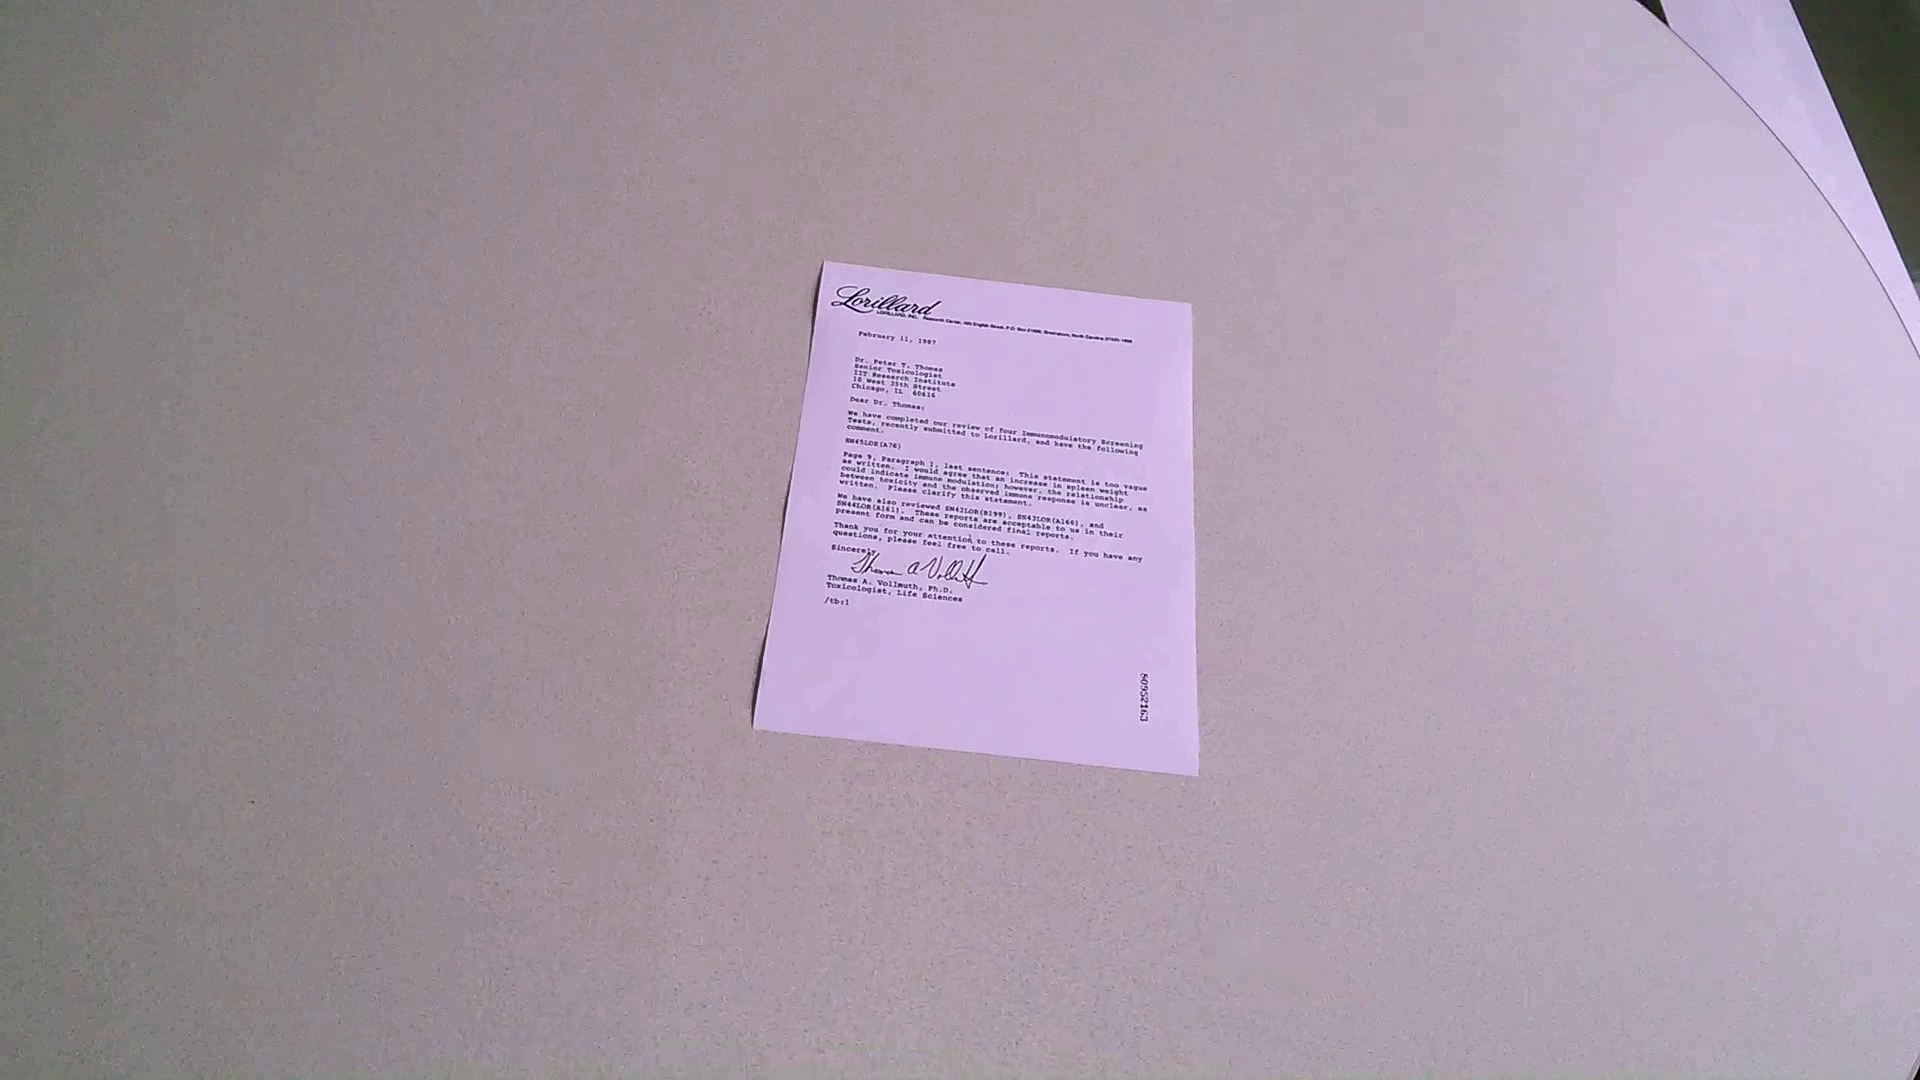 Lorillard
LORILLARD, INC. Research Center, 420 English Street, P.O. Box 21688, Greensboro, North Carolina 27420-1688
February 11, 1987
Dr. Peter T. Thomas
Senior Toxicologist
IIT Research Institute
10 West 35th Street
Chicago, IL 60616
Dear Dr. Thomas:
We have completed our review of four Immunomodulatory Screening
Tests, recently submitted to Lorillard, and have the following
comment.
SN45LOR(A76)
Page 9, Paragraph 1, last sentence: This statement is too vague
as written. I would agree that an increase in spleen weight
could indicate immune modulation; however, the relationship
between toxicity and the observed immune response is unclear, as
written. Please clarify this statement.
We have also reviewed SN42LOR(B199), SN43LOR(A166), and
SN44LOR(A161). These reports are acceptable to us in their
present form and can be considered final reports.
Thank you for your attention to these reports. If you have any
questions, please feel free to call.
Sincerely,
Thomas A Vollmuth
Thomas A. Vollmuth, Ph.D.
Toxicologist, Life Sciences
/tb:1
80952163